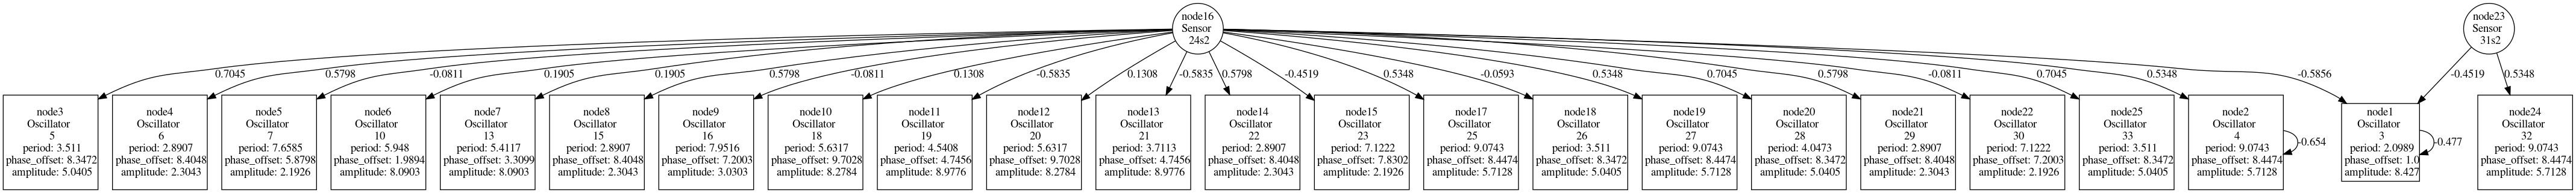 node16
Sensor
24s2
node23
Sensor
31s2
0.7045
0.5798
-0.0811
0.1905
0.1905
0.5798
-0.0811
0.1308
-0.5835
0.1308
-0.5835
0.5798
-0.4519
0.5348
-0.0593
0.5348
0.7045
0.5798
-0.0811
0.7045
0.5348
-0.5856
-0.4519
0.5348
node3
Oscillator
5
period: 3.511
phase_offset: 8.3472
amplitude: 5.0405
node4
Oscillator
6
period: 2.8907
phase_offset: 8.4048
amplitude: 2.3043
node5
Oscillator
7
period: 7.6585
phase_offset: 5.8798
amplitude: 2.1926
node6
Oscillator
10
period: 5.948
phase_offset: 1.9894
amplitude: 8.0903
node7
Oscillator
13
period: 5.4117
phase_offset: 3.3099
amplitude: 8.0903
node8
Oscillator
15
period: 2.8907
phase_offset: 8.4048
amplitude: 2.3043
node9
Oscillator
16
period: 7.9516
phase_offset: 7.2003
amplitude: 3.0303
node10
Oscillator
18
period: 5.6317
phase_offset: 9.7028
amplitude: 8.2784
node11
Oscillator
19
period: 4.5408
phase_offset: 4.7456
amplitude: 8.9776
node12
Oscillator
20
period: 5.6317
phase_offset: 9.7028
amplitude: 8.2784
node13
Oscillator
21
period: 3.7113
phase_offset: 4.7456
amplitude: 8.9776
node14
Oscillator
22
period: 2.8907
phase_offset: 8.4048
amplitude: 2.3043
node15
Oscillator
23
period: 7.1222
phase_offset: 7.8302
amplitude: 2.1926
node17
Oscillator
25
period: 9.0743
phase_offset: 8.4474
amplitude: 5.7128
node18
Oscillator
26
period: 3.511
phase_offset: 8.3472
amplitude: 5.0405
node19
Oscillator
27
period: 9.0743
phase_offset: 8.4474
amplitude: 5.7128
node20
Oscillator
28
period: 4.0473
phase_offset: 8.3472
amplitude: 5.0405
node21
Oscillator
29
period: 2.8907
phase_offset: 8.4048
amplitude: 2.3043
node22
Oscillator
30
period: 7.1222
phase_offset: 7.2003
amplitude: 2.1926
node25
Oscillator
33
period: 3.511
phase_offset: 8.3472
amplitude: 5.0405
node2
Oscillator
4
period: 9.0743
phase_offset: 8.4474
amplitude: 5.7128
-0.654
node1
Oscillator
3
period: 2.0989
phase_offset: 1.0
amplitude: 8.427
-0.477
node24
Oscillator
32
period: 9.0743
phase_offset: 8.4474
amplitude: 5.7128